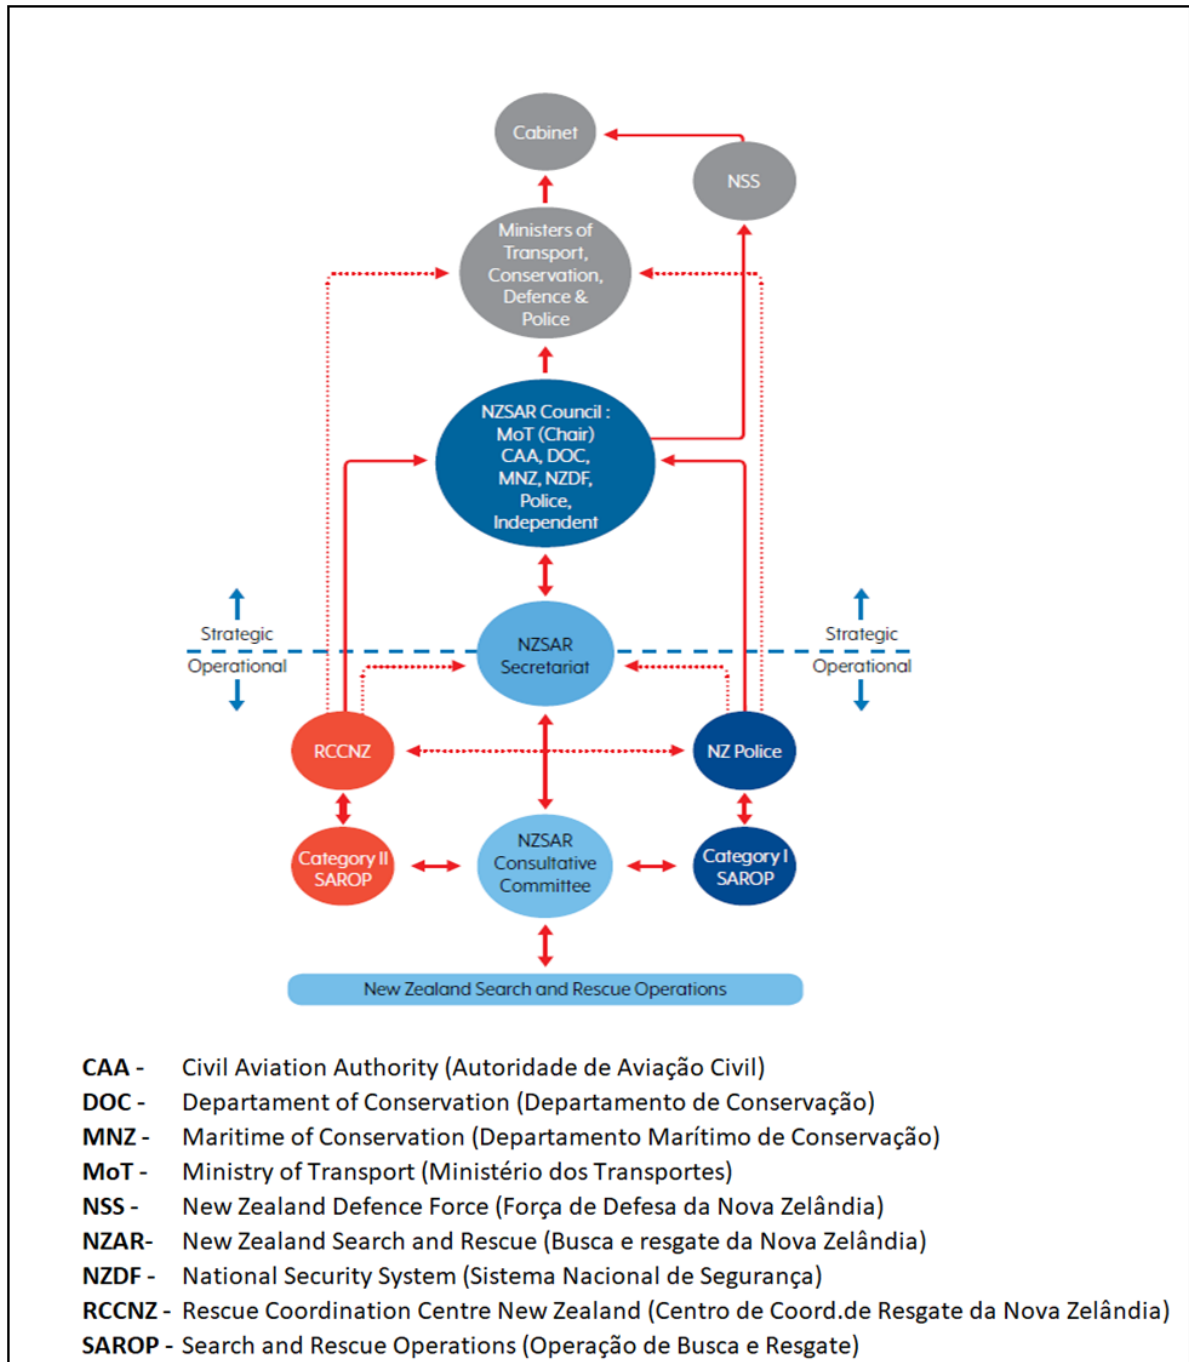 Cabinet
NSS
Ministers of
Transport,
Conservation,
Defence &
Police
NZSAR Council :
MoT (Chair)
CAA, DOC,
MNZ, NZDF,
Police,
Independent
Strategic
Operational
NZSAR
Secretariat
Strategic
Operational
RCCNZ
NZ Police
Category II
SAROP
NZSAR
Consultative
Committee
Category I
SAROP
New Zealand Search and Rescue Operations
CAA - Civil Aviation Authority (Autoridade de Aviação Civil)
DOC - Departament of Conservation (Departamento de Conservação)
MNZ - Maritime of Conservation (Departamento Marítimo de Conservação)
MoT - Ministry of Transport (Ministério dos Transportes)
NSS - New Zealand Defence Force (Força de Defesa da Nova Zelândia)
NZAR- New Zealand Search and Rescue (Busca e resgate da Nova Zelândia)
NZDF - National Security System (Sistema Nacional de Segurança)
RCCNZ - Rescue Coordination Centre New Zealand (Centro de Coord.de Resgate da Nova Zelândia)
SAROP - Search and Rescue Operations (Operação de Busca e Resgate)